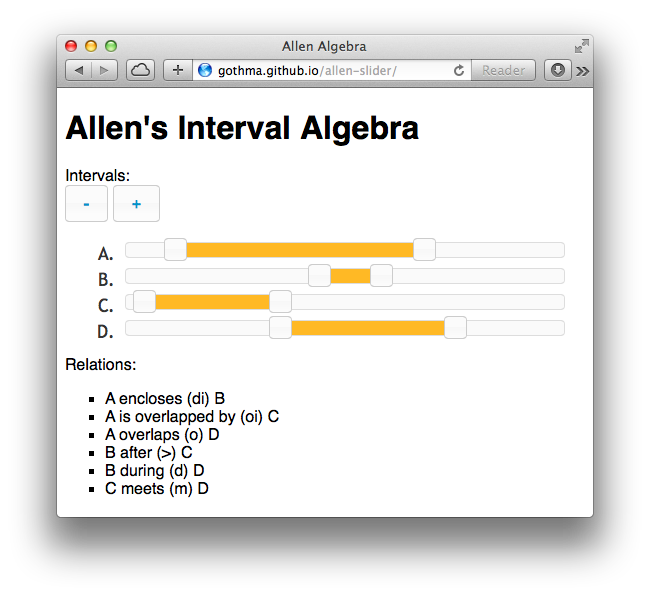 Allen Algebra
gothma.github.io/allen-slider/
Reader
Allen's Interval Algebra
Intervals:
- +
A.
B.
C.
D.
Relations:
A encloses (di) B
A is overlapped by (oi) C
A overlaps (o) D
B after (>) C
B during (d) D
C meets (m) D